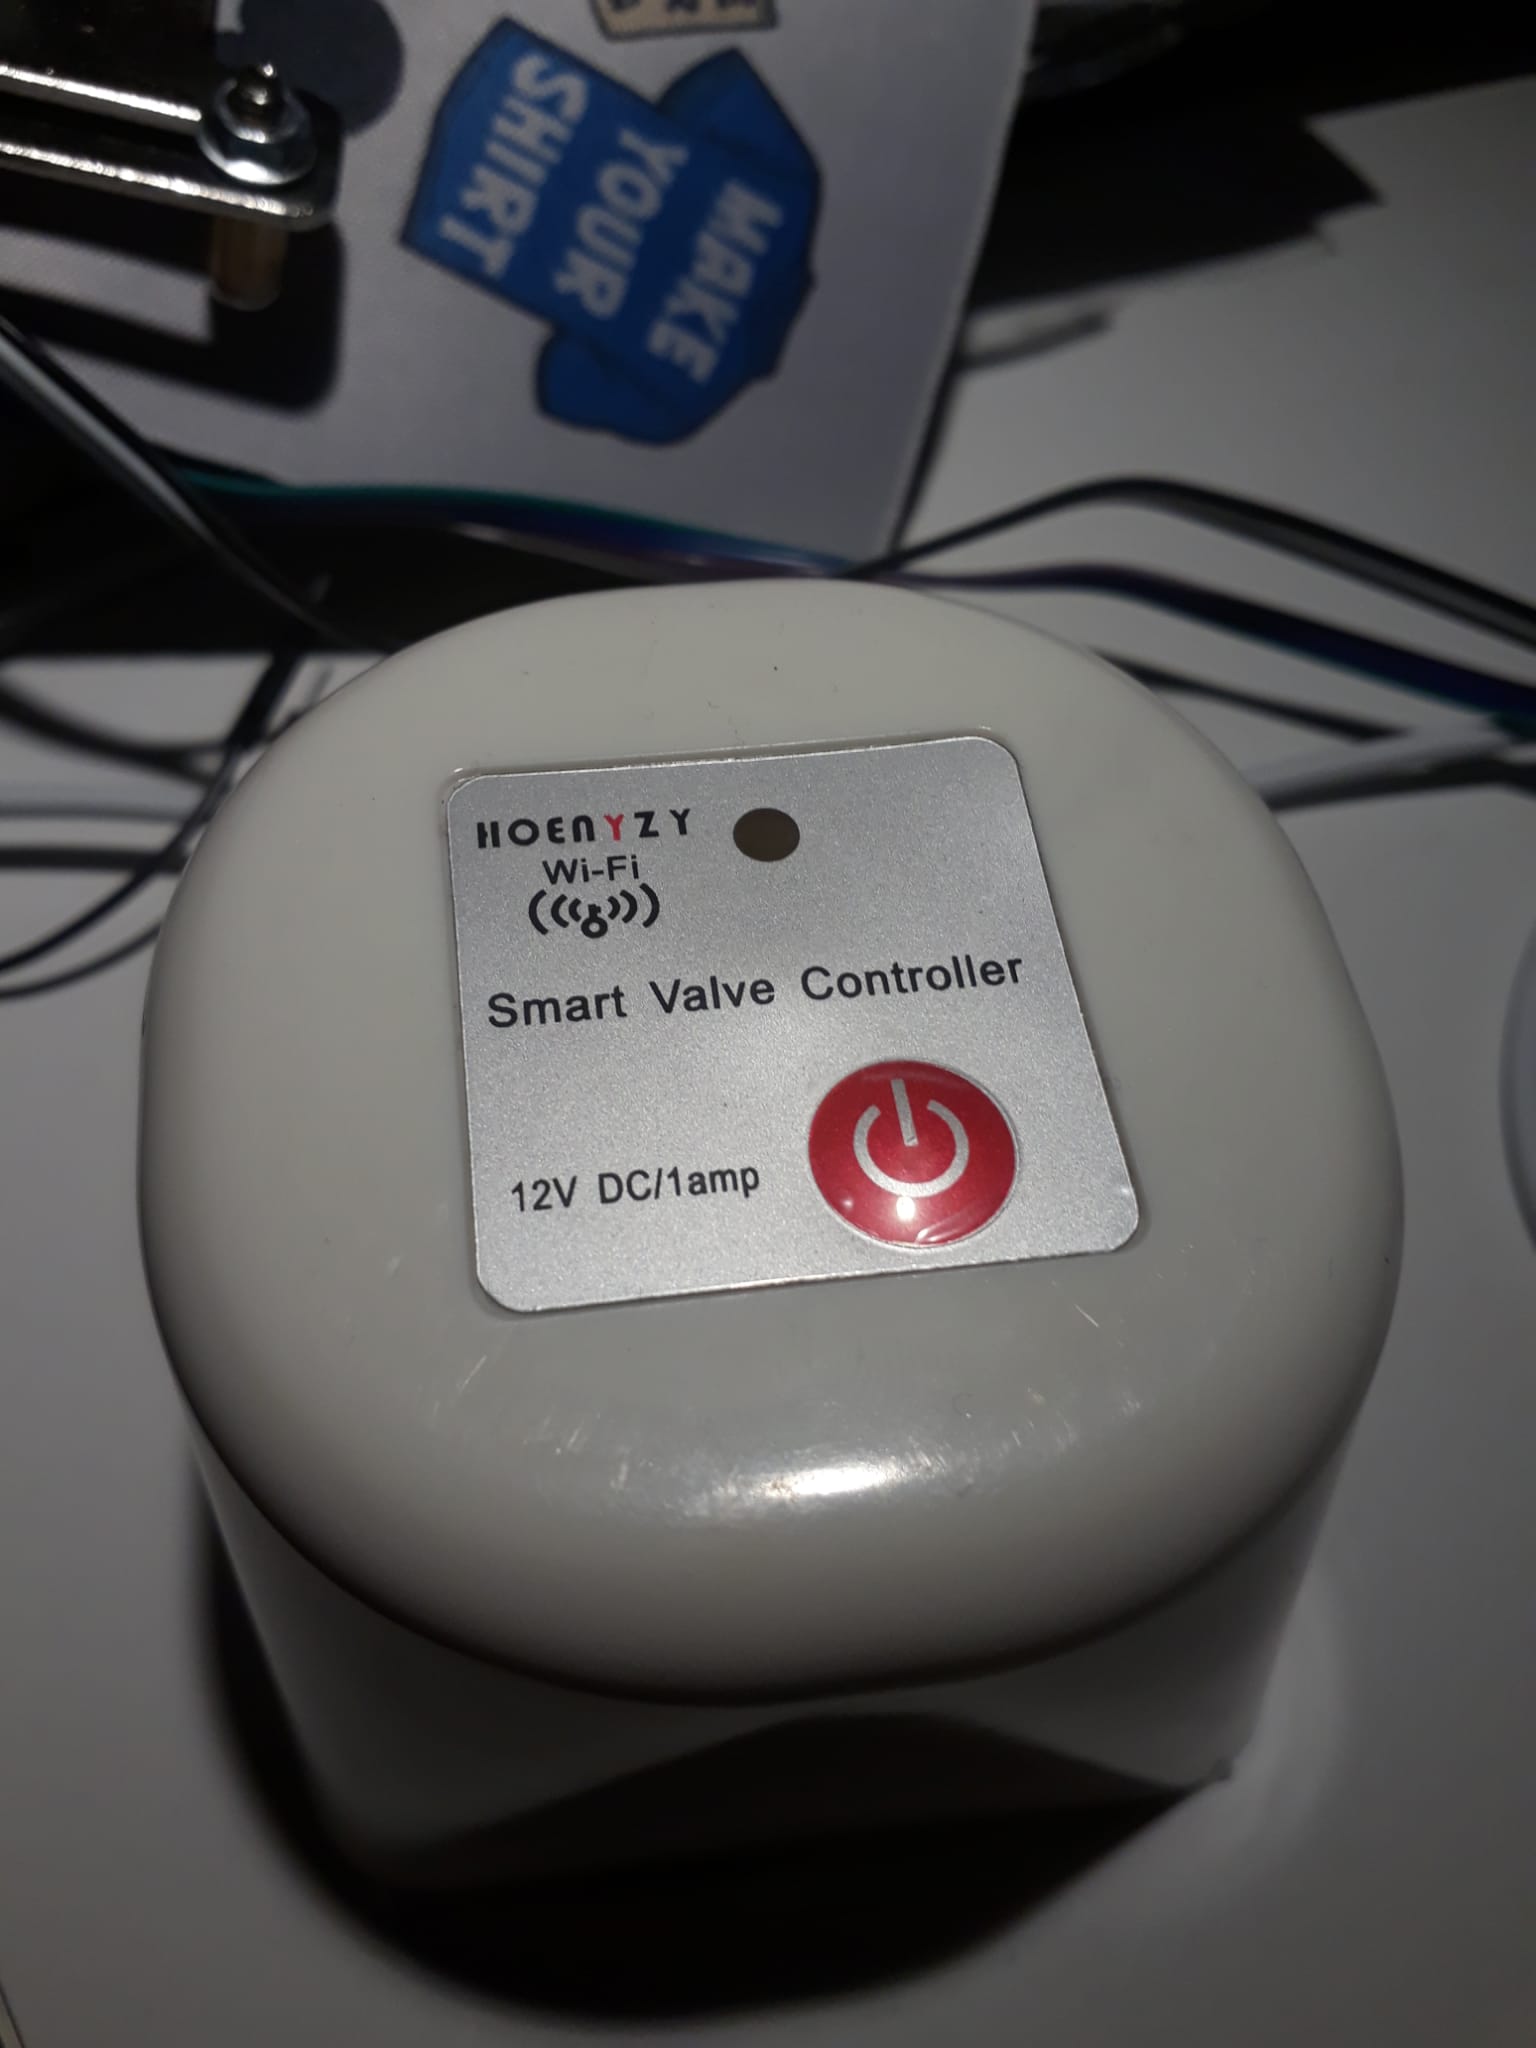 MAKE
YOUR
SHIRT
HOENYZY
Wi-Fi
Smart Valve Controller
12V DC/1amp